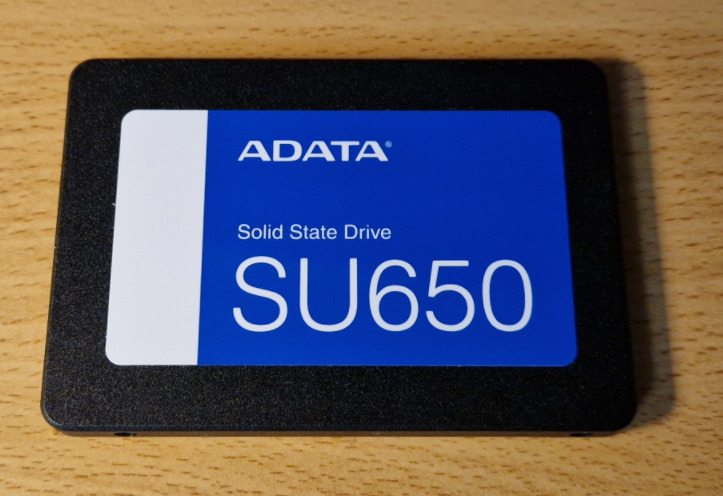 ADATA®
Solid State Drive
SU650